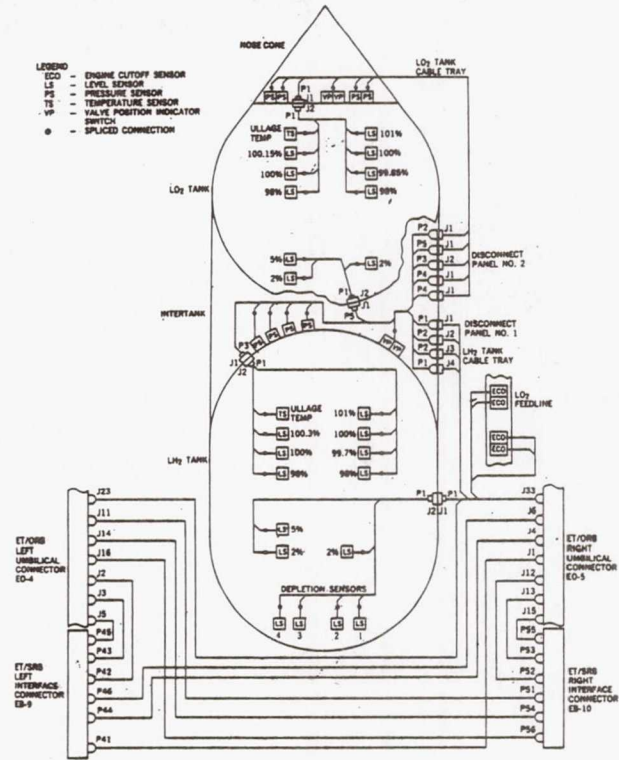 NOSE CONE
LO2 TANK
CABLE TRAY
LEGEND
ECO - ENGINE CUTOFF SENSOR
LS - LEVEL SENSOR
PS - PRESSURE SENSOR
TS - TEMPERATURE SENSOR
VP - VALVE POSITION INDICATOR
SWITCH
- SPLICED CONNECTION
PS PS P1 VP VP PS PS
J1
J2
P1
ULLAGE
TEMP
TS
LS 101%
100.15% LS
LS 100%
100% LS
LS 99.85%
98% LS
LS 98%
LO2 TANK
5% LS
2% LS
LS 2%
P1 J2
J1
P5
P2 J1
P5 J1
P3 J2
P4 J1
P4 J1
DISCONNECT
PANEL NO. 2
INTERTANK
PS PS PS PS
VP VP
P3
J1 P1
J2
P1 J1
P2 J2
P2 J3
P1 J4
DISCONNECT
PANEL NO. 1
LH2 TANK
CABLE TRAY
ECO
ECO
LO2
FEEDLINE
ECO
ECO
TS ULLAGE
TEMP
101% LS
LS 100.3%
100% LS
LS 100%
99.7% LS
LS 98%
98% LS
LH2 TANK
P1 P1
J2 J1
LS 5%
LS 2%
2% LS
DEPLETION SENSORS
LS LS LS LS
4 3 2 1
J23
J11
J14
J16
J2
J3
J5
P45
P43
P42
P46
P44
P41
ET/ORB
LEFT
UMBILICAL
CONNECTOR
EO-4
ET/SRB
LEFT
INTERFACE
CONNECTOR
EB-9
J33
J6
J4
J1
J12
J13
J15
P55
P53
P52
P51
P54
P56
ET/ORB
RIGHT
UMBILICAL
CONNECTOR
EO-5
ET/SRB
RIGHT
INTERFACE
CONNECTOR
EB-10